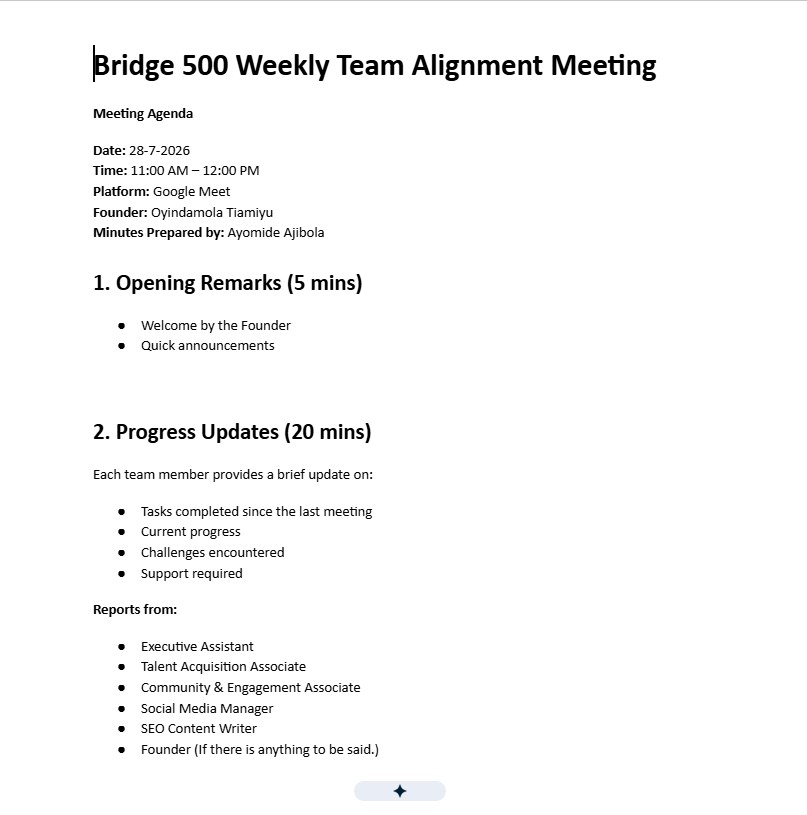 Bridge 500 Weekly Team Alignment Meeting
Meeting Agenda
Date: 28-7-2026
Time: 11:00 AM – 12:00 PM
Platform: Google Meet
Founder: Oyindamola Tiamiyu
Minutes Prepared by: Ayomide Ajibola
1. Opening Remarks (5 mins)
● Welcome by the Founder
● Quick announcements
2. Progress Updates (20 mins)
Each team member provides a brief update on:
● Tasks completed since the last meeting
● Current progress
● Challenges encountered
● Support required
Reports from:
● Executive Assistant
● Talent Acquisition Associate
● Community & Engagement Associate
● Social Media Manager
● SEO Content Writer
● Founder (If there is anything to be said.)